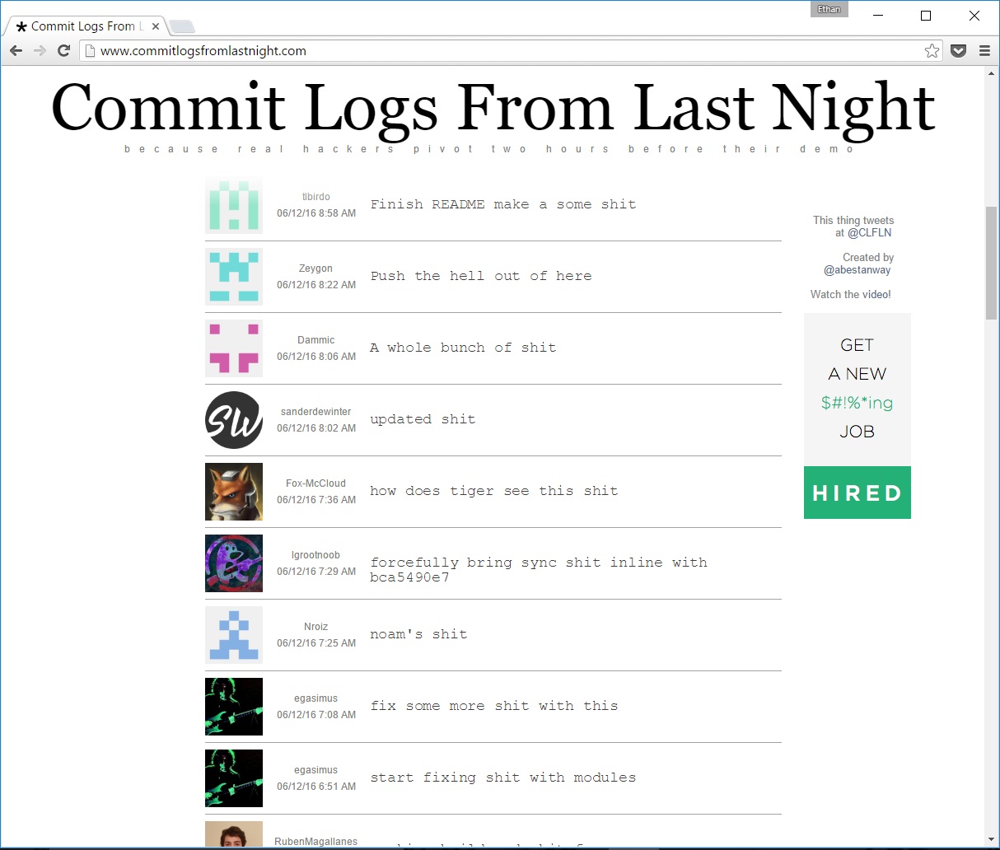 Ethan
Commit Logs From L
www.commitlogsfromlastnight.com
Commit Logs From Last Night
because real hackers pivot two hours before their demo
tlbirdo
06/12/16 8:58 AM
Finish README make a some shit
Zeygon
06/12/16 8:22 AM
Push the hell out of here
Dammic
06/12/16 8:06 AM
A whole bunch of shit
SW
sanderdewinter
06/12/16 8:02 AM
updated shit
Fox-McCloud
06/12/16 7:36 AM
how does tiger see this shit
lgrootnoob
06/12/16 7:29 AM
forcefully bring sync shit inline with
bca5490e7
Nroiz
06/12/16 7:25 AM
noam's shit
egasimus
06/12/16 7:08 AM
fix some more shit with this
egasimus
06/12/16 6:51 AM
start fixing shit with modules
RubenMagallanes
This thing tweets
at @CLFLN
Created by
@abestanway
Watch the video!
GET
A NEW
$#!%*ing
JOB
HIRED